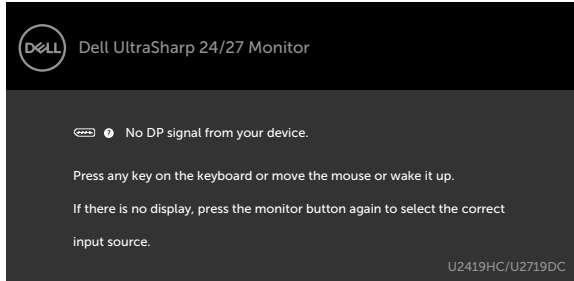 DELL
Dell UltraSharp 24/27 Monitor
? No DP signal from your device.
Press any key on the keyboard or move the mouse or wake it up.
If there is no display, press the monitor button again to select the correct
input source.
U2419HC/U2719DC